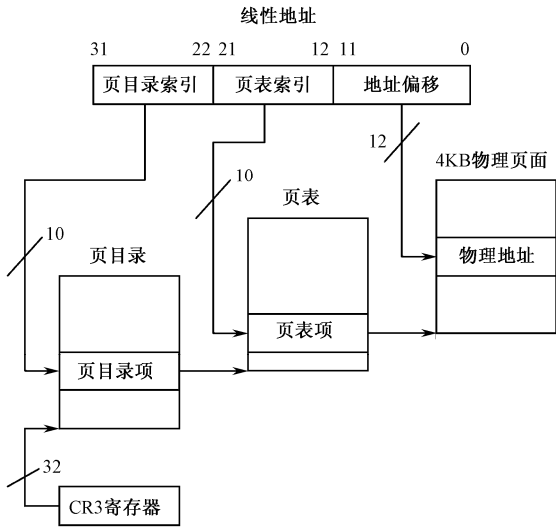 线性地址
31 22 21 12 11 0
页目录索引 页表索引 地址偏移
12
4KB物理页面
10
页表
10
页目录
物理地址
页表项
页目录项
32
CR3寄存器